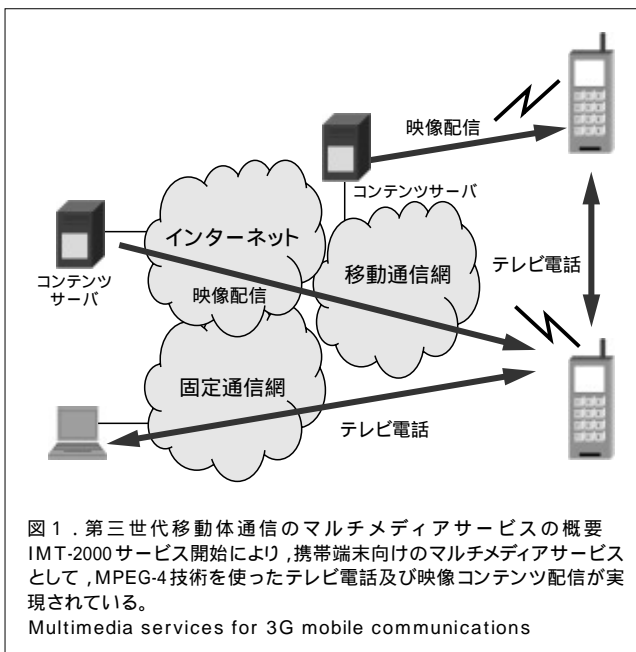 映像配信
コンテンツサーバ
インターネット
コンテンツ
サーバ
移動通信網
テレビ電話
映像配信
固定通信網
テレビ電話
図1．第三世代移動体通信のマルチメディアサービスの概要
IMT-2000サービス開始により,携帯端末向けのマルチメディアサービス
として,MPEG-4技術を使ったテレビ電話及び映像コンテンツ配信が実
現されている。
Multimedia services for 3G mobile communications